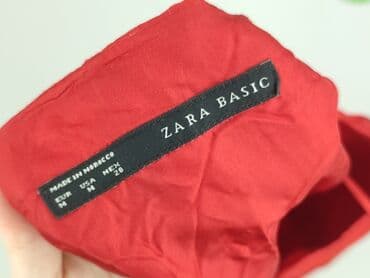 ZARA BASIC
MADE IN MOROCCO
EUR USA MEX
M M 28